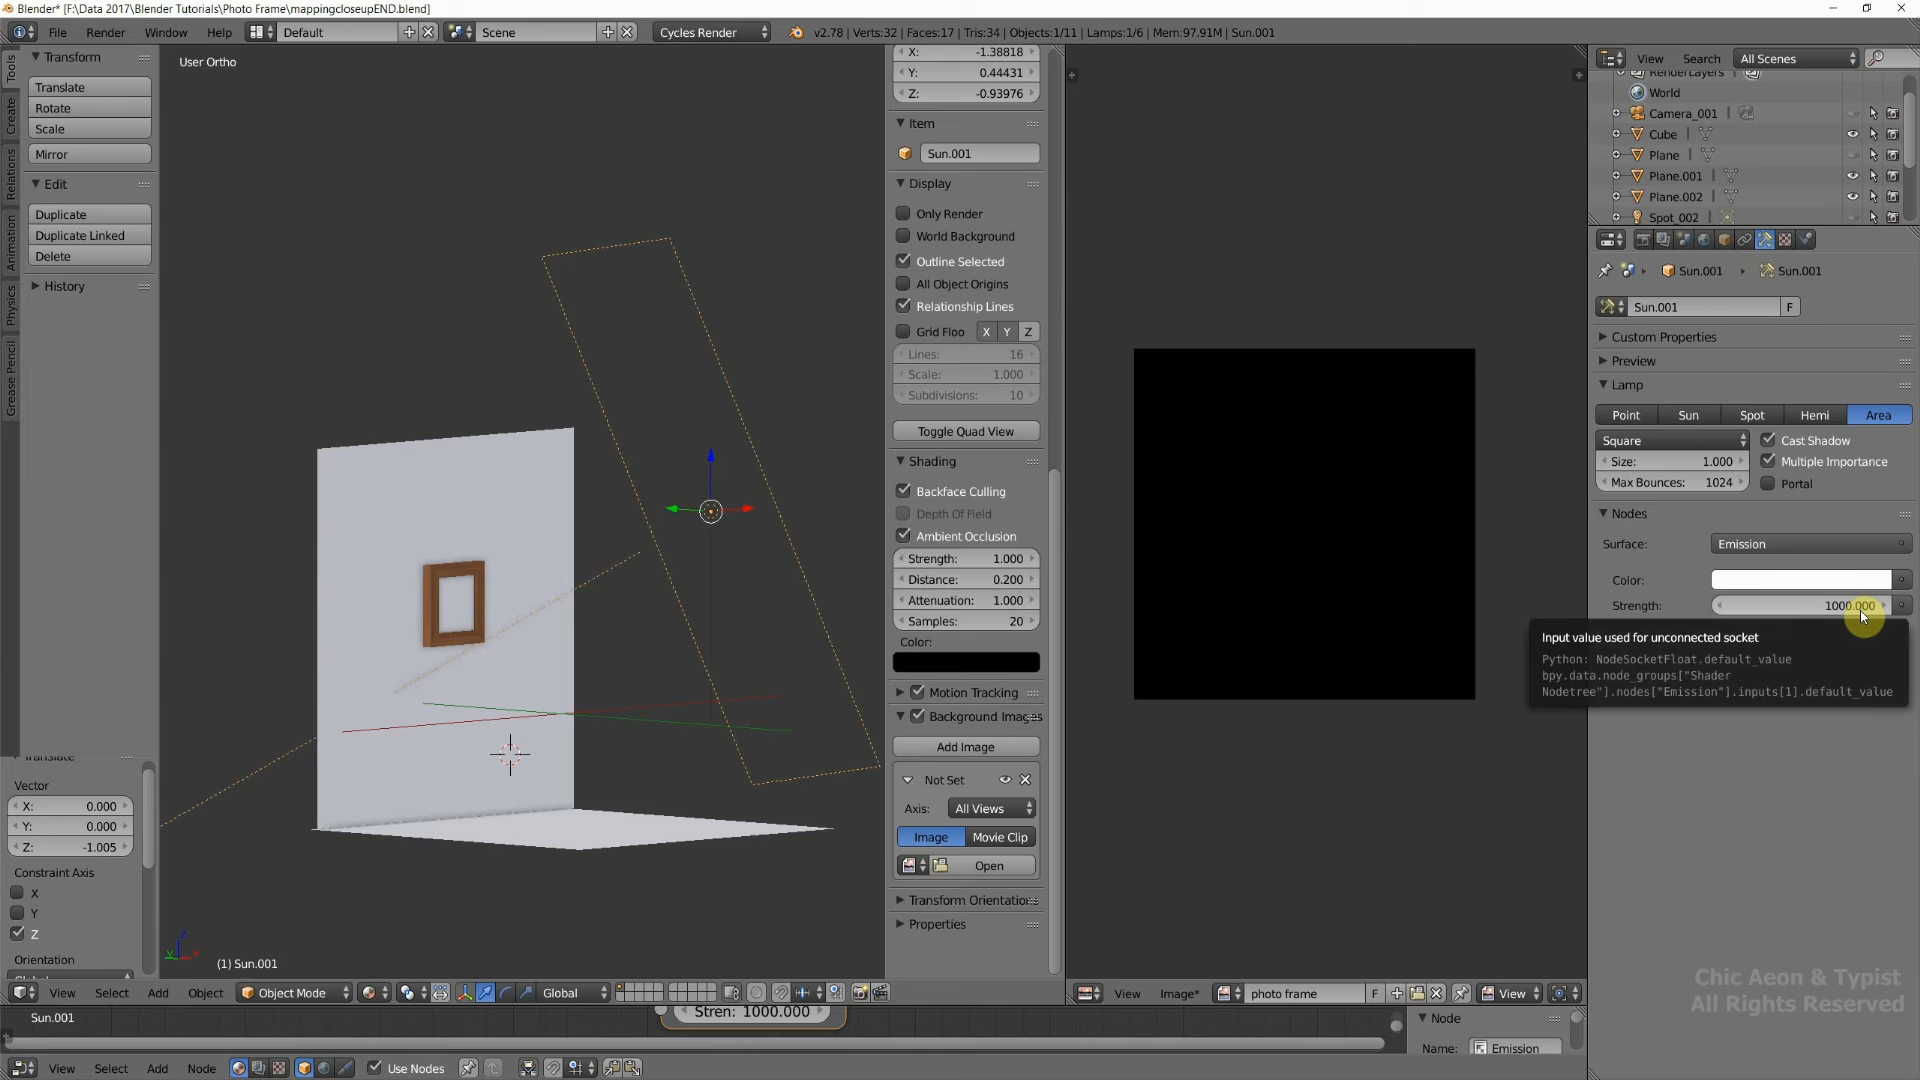 Blender* [F:\Data 2017\Blender Tutorials\Photo Frame\mappingcloseupEND.blend]
File Render Window Help Default Scene Cycles Render v2.78 | Verts:32 | Faces:17 | Tris:34 | Objects:1/11 | Lamps:1/6 | Mem:97.91M | Sun.001
Tools
Create
Relations
Animation
Physics
Grease Pencil
Transform
Translate
Rotate
Scale
Mirror
Edit
Duplicate
Duplicate Linked
Delete
History
Translate
Vector
X: 0.000
Y: 0.000
Z: -1.005
Constraint Axis
X
Y
Z
Orientation
Global
User Ortho
(1) Sun.001
X: -1.38818
Y: 0.44431
Z: -0.93976
Item
Sun.001
Display
Only Render
World Background
Outline Selected
All Object Origins
Relationship Lines
Grid Floo X Y Z
Lines: 16
Scale: 1.000
Subdivisions: 10
Toggle Quad View
Shading
Backface Culling
Depth Of Field
Ambient Occlusion
Strength: 1.000
Distance: 0.200
Attenuation: 1.000
Samples: 20
Color:
Motion Tracking
Background Images
Add Image
Not Set
Axis: All Views
Image Movie Clip
Open
Transform Orientations
Properties
View Search All Scenes
RenderLayers
World
Camera_001
Cube
Plane
Plane.001
Plane.002
Spot_002
Sun.001 Sun.001
Sun.001 F
Custom Properties
Preview
Lamp
Point Sun Spot Hemi Area
Square Cast Shadow
Size: 1.000 Multiple Importance
Max Bounces: 1024 Portal
Nodes
Surface: Emission
Color:
Strength: 1000.000
Input value used for unconnected socket
Python: NodeSocketFloat.default_value
bpy.data.node_groups["Shader
Nodetree"].nodes["Emission"].inputs[1].default_value
Chic Aeon & Typist
All Rights Reserved
View Select Add Object Object Mode Global
View Image* photo frame F View
Sun.001
Stren: 1000.000
Node
Name: Emission
View Select Add Node Use Nodes